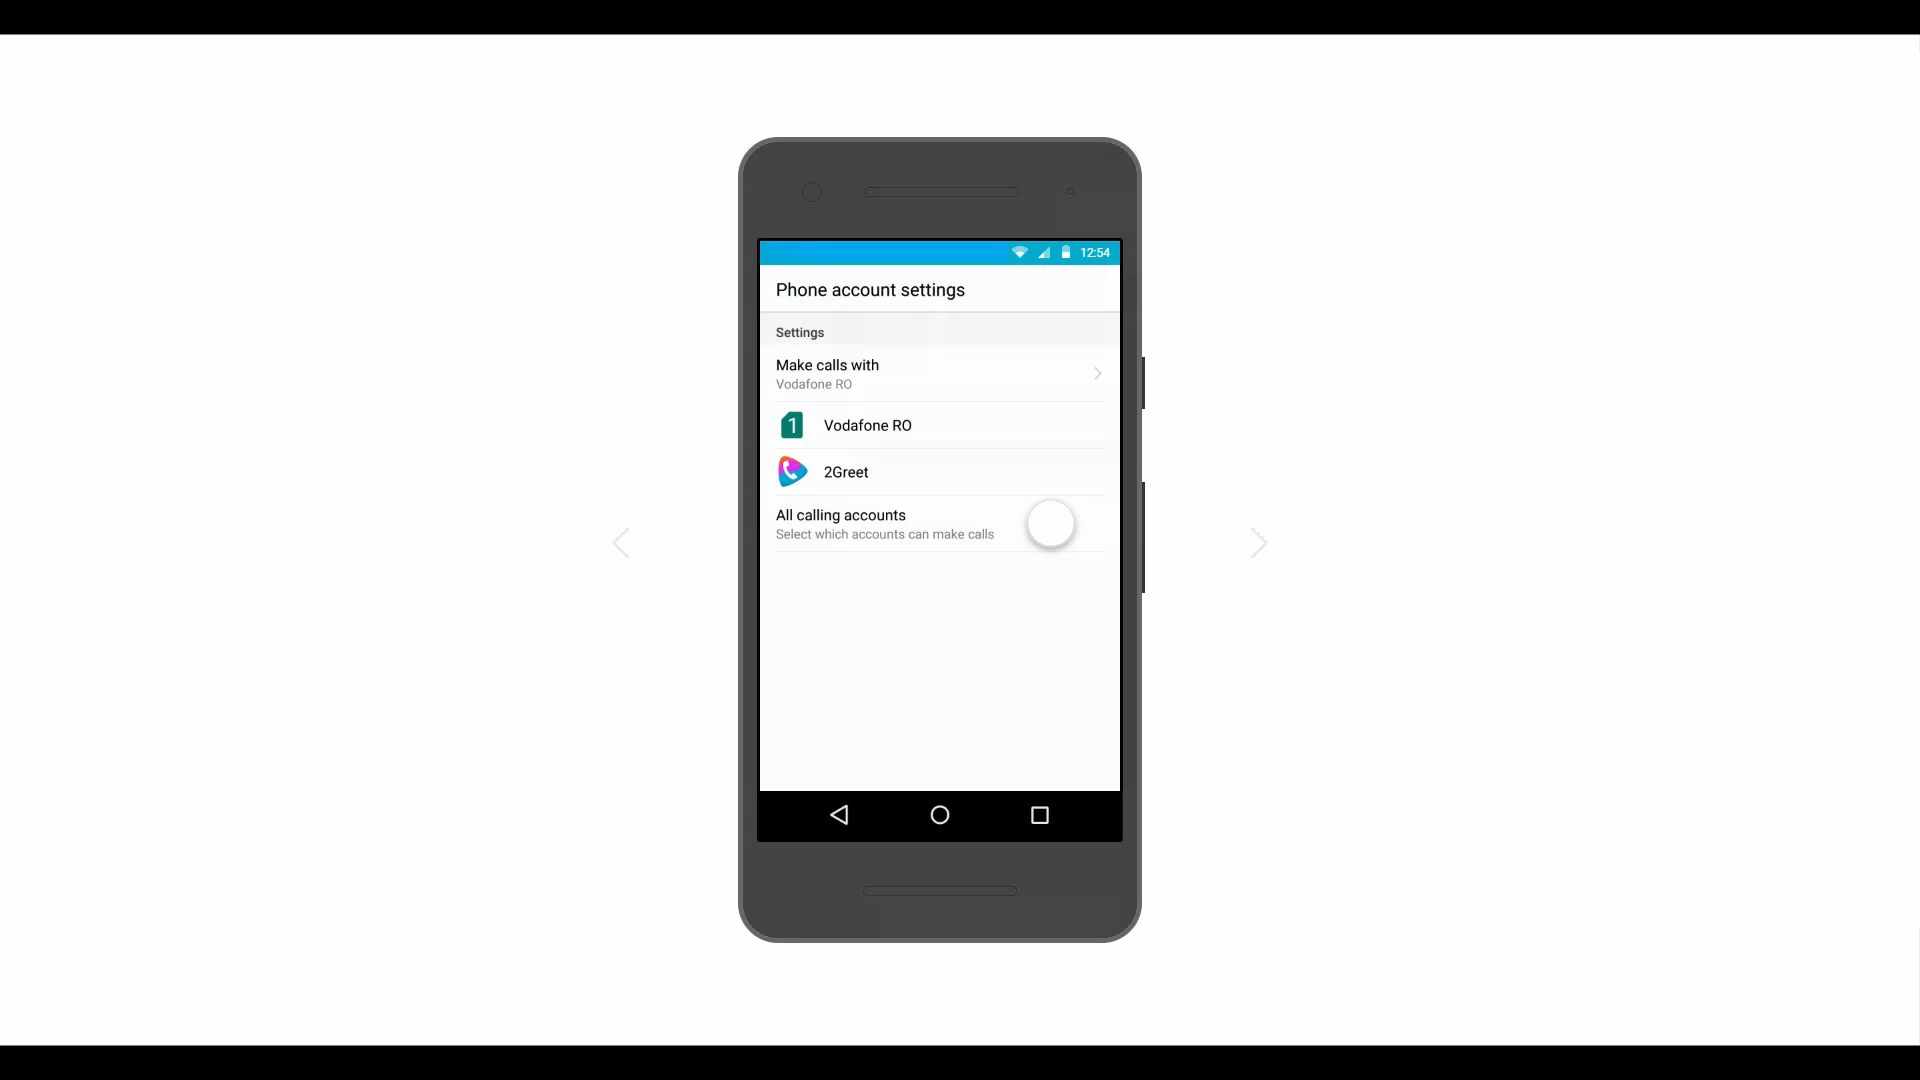 12:54
Phone account settings
Settings
Make calls with
Vodafone RO
1 Vodafone RO
2Greet
All calling accounts
Select which accounts can make calls